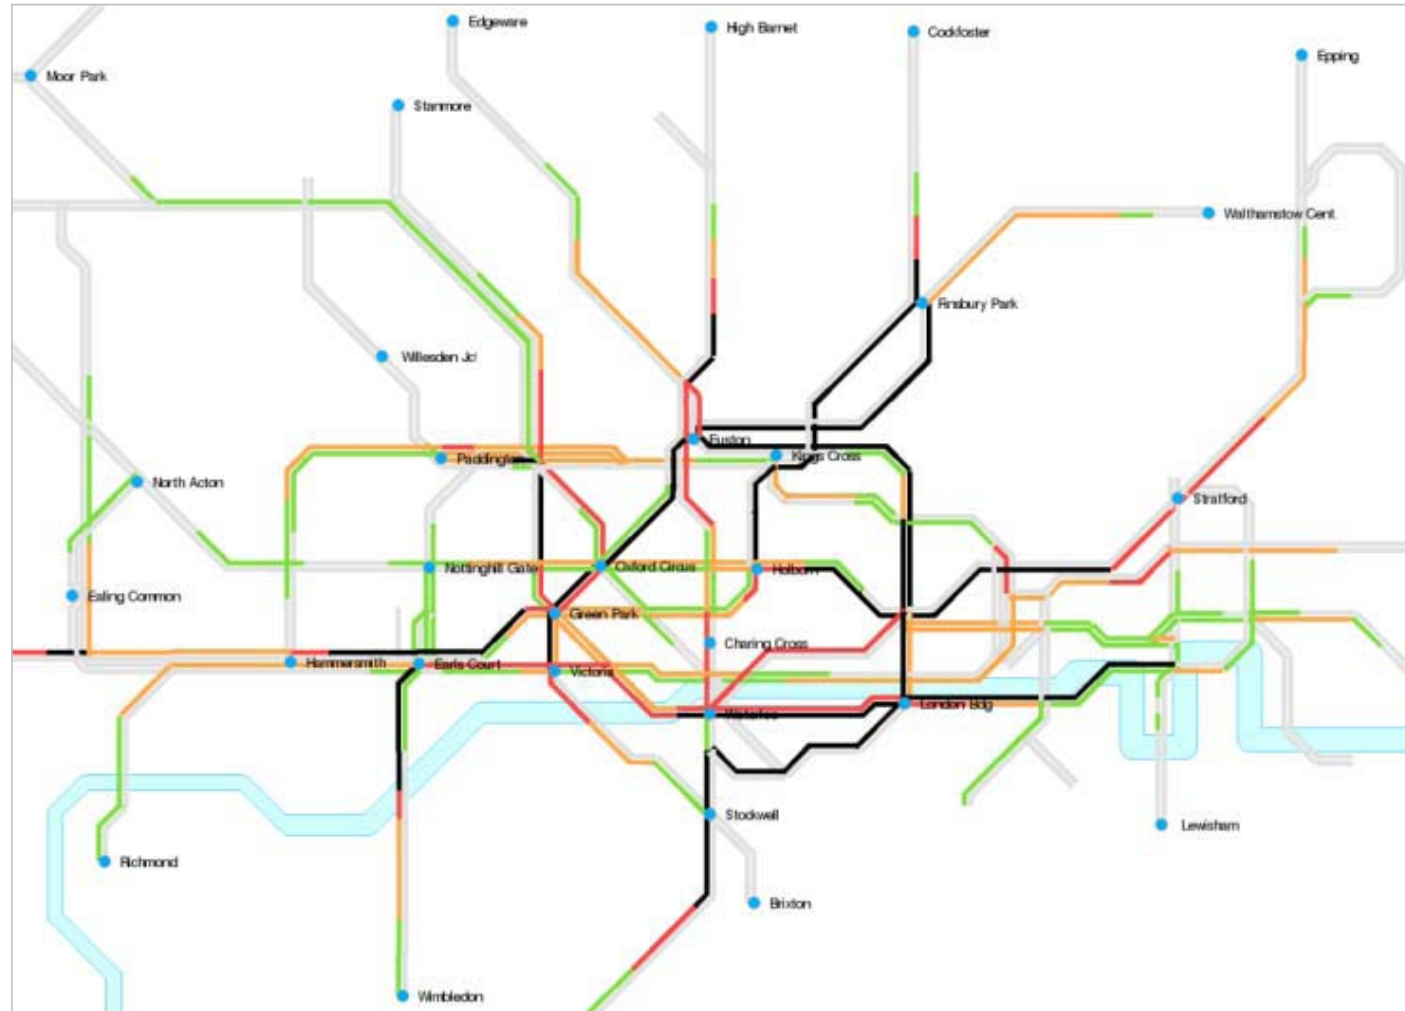 Edgeware
High Barnet
Cockfoster
Epping
Moor Park
Stanmore
Walthamstow Cent.
Finsbury Park
Willesden Jct
Euston
Kings Cross
Paddington
North Acton
Stratford
Nottinghill Gate
Oxford Circus
Holborn
Ealing Common
Green Park
Charing Cross
Hammersmith
Earls Court
Victoria
London Bdg
Waterloo
Stockwell
Lewisham
Richmond
Brixton
Wimbledon